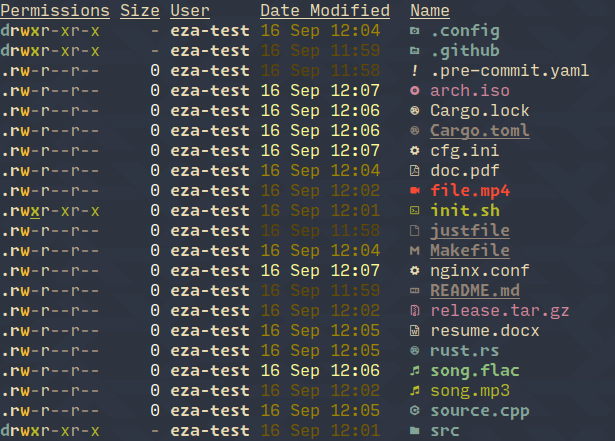 Permissions Size User Date Modified Name
drwxr-xr-x - eza-test 16 Sep 12:04 .config
drwxr-xr-x - eza-test 16 Sep 11:59 .github
.rw-r--r-- 0 eza-test 16 Sep 11:58 .pre-commit.yaml
.rw-r--r-- 0 eza-test 16 Sep 12:07 arch.iso
.rw-r--r-- 0 eza-test 16 Sep 12:06 Cargo.lock
.rw-r--r-- 0 eza-test 16 Sep 12:06 Cargo.toml
.rw-r--r-- 0 eza-test 16 Sep 12:07 cfg.ini
.rw-r--r-- 0 eza-test 16 Sep 12:04 doc.pdf
.rw-r--r-- 0 eza-test 16 Sep 12:02 file.mp4
.rwxr-xr-x 0 eza-test 16 Sep 12:01 init.sh
.rw-r--r-- 0 eza-test 16 Sep 11:59 justfile
.rw-r--r-- 0 eza-test 16 Sep 12:04 Makefile
.rw-r--r-- 0 eza-test 16 Sep 12:07 nginx.conf
.rw-r--r-- 0 eza-test 16 Sep 11:59 README.md
.rw-r--r-- 0 eza-test 16 Sep 12:02 release.tar.gz
.rw-r--r-- 0 eza-test 16 Sep 12:05 resume.docx
.rw-r--r-- 0 eza-test 16 Sep 12:05 rust.rs
.rw-r--r-- 0 eza-test 16 Sep 12:06 song.flac
.rw-r--r-- 0 eza-test 16 Sep 12:02 song.mp3
.rw-r--r-- 0 eza-test 16 Sep 12:05 source.cpp
drwxr-xr-x - eza-test 16 Sep 12:01 src